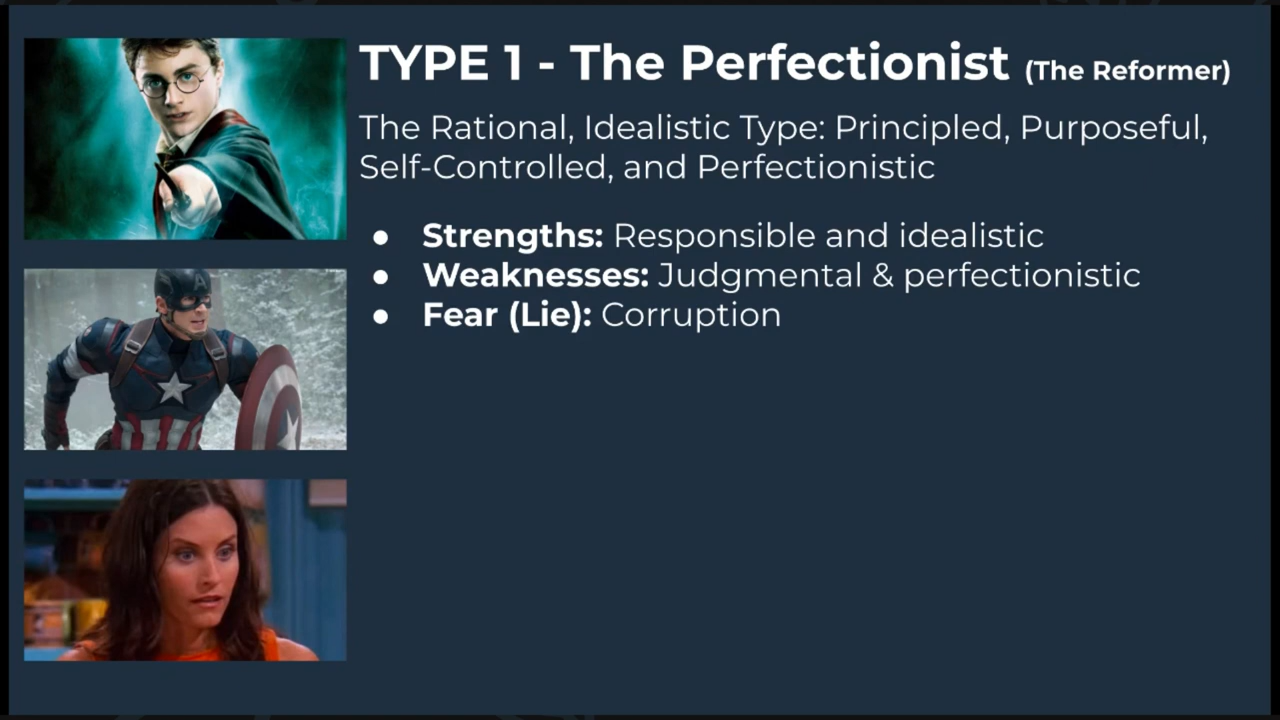 TYPE 1 - The Perfectionist (The Reformer)
The Rational, Idealistic Type: Principled, Purposeful,
Self-Controlled, and Perfectionistic
● Strengths: Responsible and idealistic
● Weaknesses: Judgmental & perfectionistic
● Fear (Lie): Corruption
A